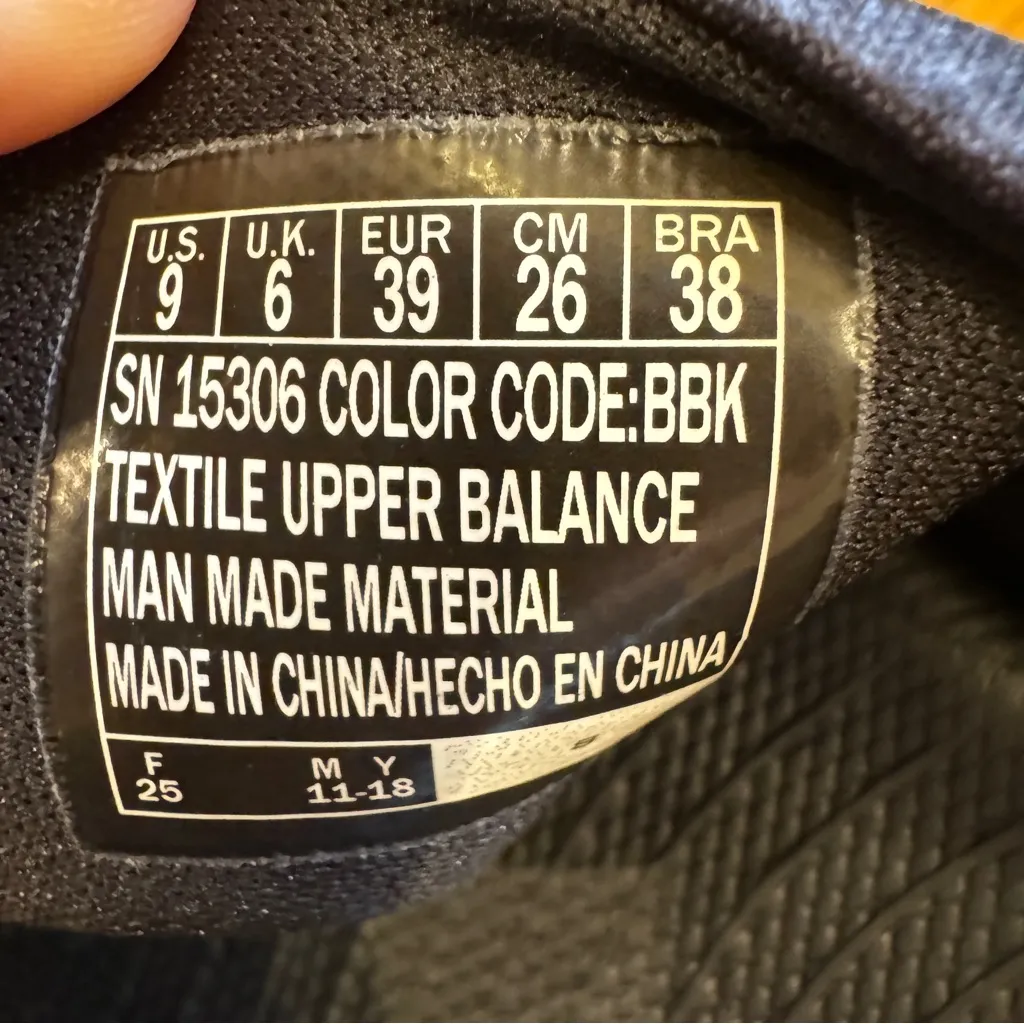 U.S. U.K. EUR CM BRA
9 6 39 26 38
SN 15306 COLOR CODE:BBK
TEXTILE UPPER BALANCE
MAN MADE MATERIAL
MADE IN CHINA/HECHO EN CHINA
F M Y
25 11-18